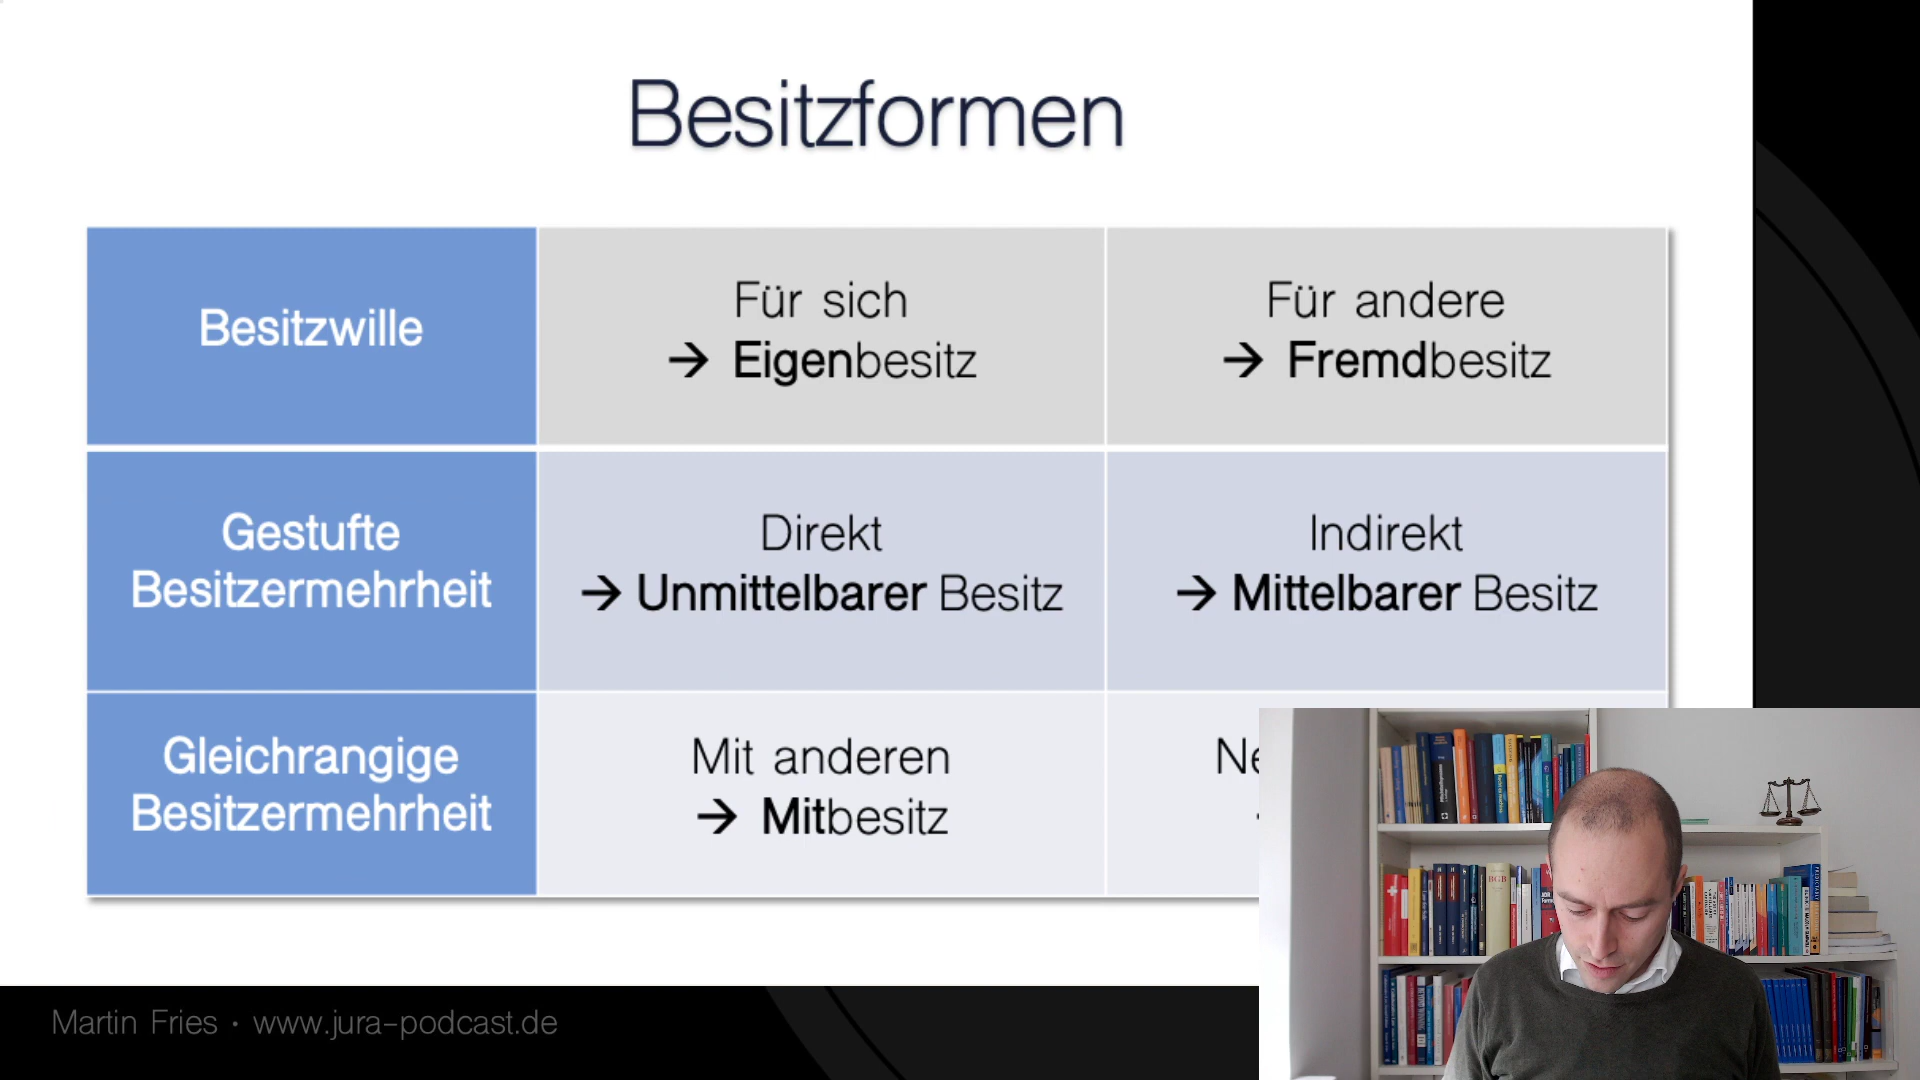 Besitzformen
Besitzwille
Für sich
→ Eigenbesitz
Für andere
→ Fremdbesitz
Gestufte
Besitzermehrheit
Direkt
→ Unmittelbarer Besitz
Indirekt
→ Mittelbarer Besitz
Gleichrangige
Besitzermehrheit
Mit anderen
→ Mitbesitz
BGB
Martin Fries • www.jura-podcast.de